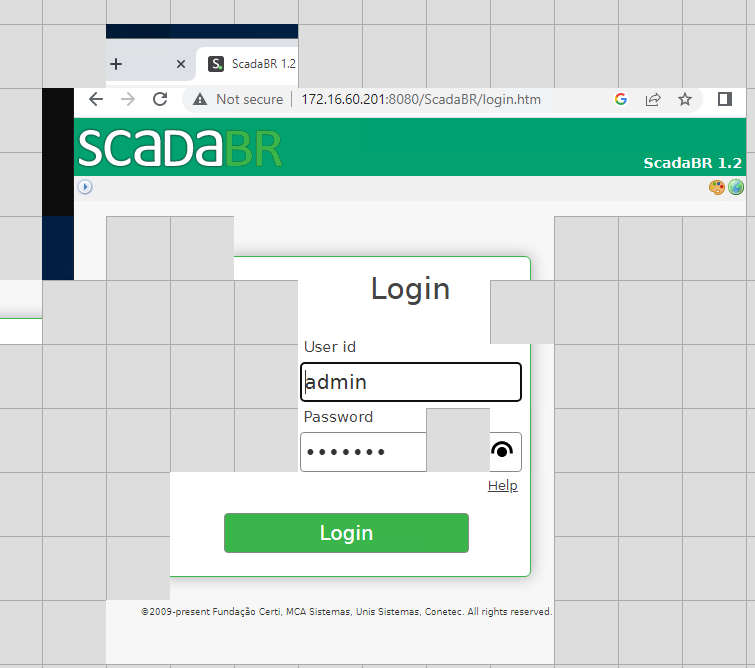 ScadaBR 1.2
Not secure
172.16.60.201:8080/ScadaBR/login.htm
SCADABR
ScadaBR 1.2
Login
User id
admin
Password
•••••••
Help
Login
©2009-present Fundação Certi, MCA Sistemas, Unis Sistemas, Conetec. All rights reserved.